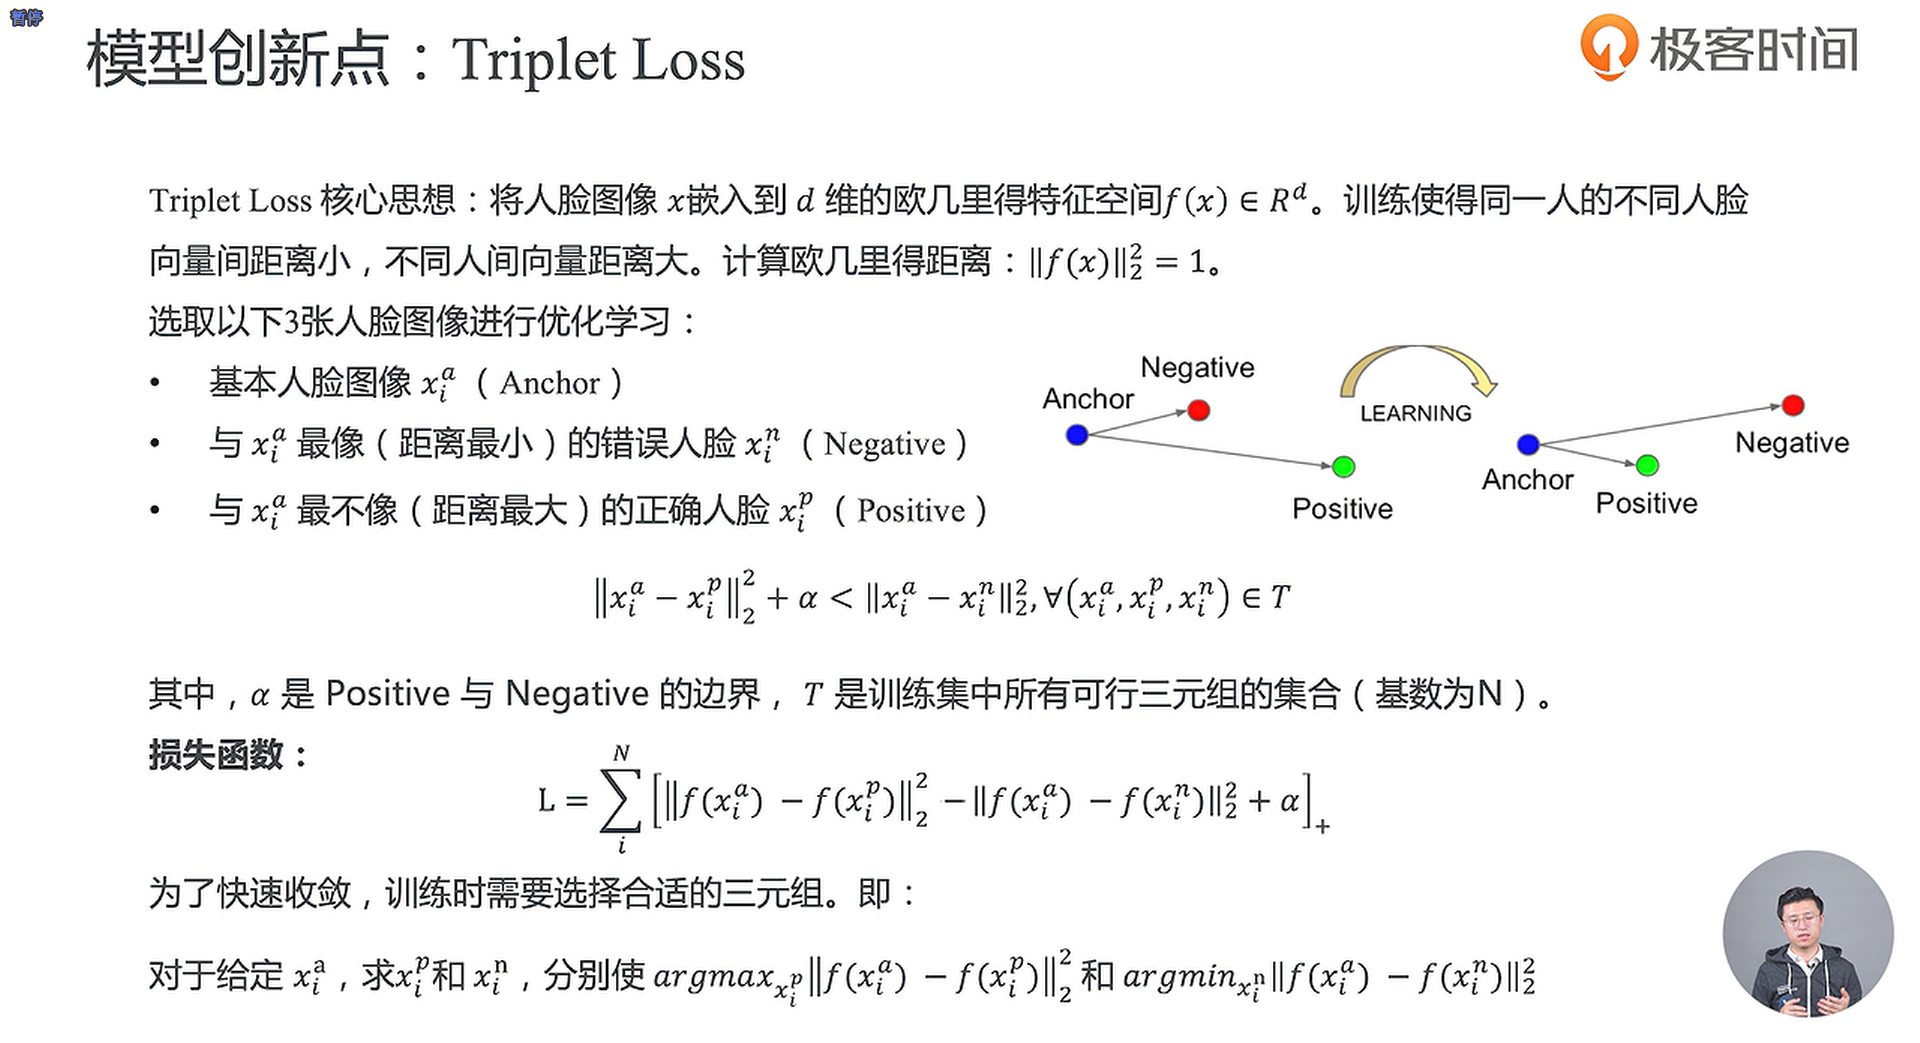 暂停
模型创新点：Triplet Loss
极客时间
Triplet Loss 核心思想：将人脸图像 x嵌入到 d 维的欧几里得特征空间f(x) ∈ R^d。训练使得同一人的不同人脸
向量间距离小，不同人间向量距离大。计算欧几里得距离：‖f(x)‖_2^2 = 1。
选取以下3张人脸图像进行优化学习：
• 基本人脸图像 x_i^a（Anchor）
• 与 x_i^a 最像（距离最小）的错误人脸 x_i^n（Negative）
• 与 x_i^a 最不像（距离最大）的正确人脸 x_i^p（Positive）
Negative
Anchor
Positive
LEARNING
Negative
Anchor
Positive
‖x_i^a − x_i^p‖_2^2 + α < ‖x_i^a − x_i^n‖_2^2, ∀(x_i^a, x_i^p, x_i^n) ∈ T
其中，α 是 Positive 与 Negative 的边界， T 是训练集中所有可行三元组的集合（基数为N）。
损失函数：
L = ∑_i^N [‖f(x_i^a) − f(x_i^p)‖_2^2 − ‖f(x_i^a) − f(x_i^n)‖_2^2 + α]_+
为了快速收敛，训练时需要选择合适的三元组。即：
对于给定 x_i^a，求x_i^p和 x_i^n，分别使 argmax_{x_i^p}‖f(x_i^a) − f(x_i^p)‖_2^2 和 argmin_{x_i^n}‖f(x_i^a) − f(x_i^n)‖_2^2